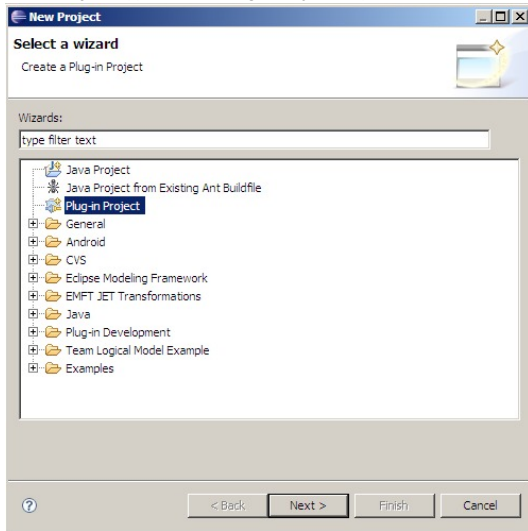 New Project
Select a wizard
Create a Plug-in Project
Wizards:
type filter text
Java Project
Java Project from Existing Ant Buildfile
Plug-in Project
General
Android
CVS
Eclipse Modeling Framework
EMFT JET Transformations
Java
Plug-in Development
Team Logical Model Example
Examples
< Back Next > Finish Cancel